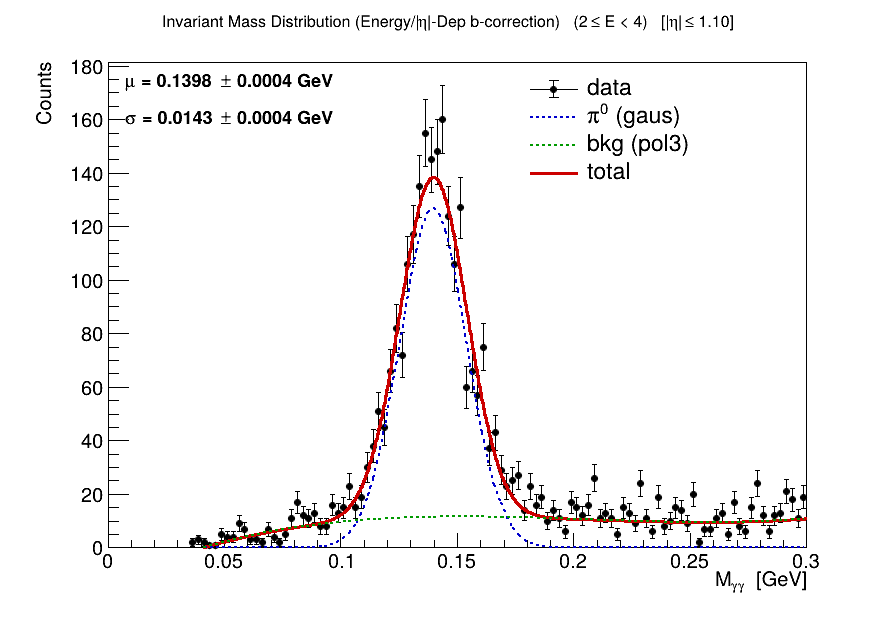 Invariant Mass Distribution (Energy/|η|-Dep b-correction) (2 ≤ E < 4) [|η| ≤ 1.10]
μ = 0.1398 ± 0.0004 GeV
σ = 0.0143 ± 0.0004 GeV
data
π⁰ (gaus)
bkg (pol3)
total
Counts
180
160
140
120
100
80
60
40
20
0
0 0.05 0.1 0.15 0.2 0.25 0.3
Mγγ [GeV]